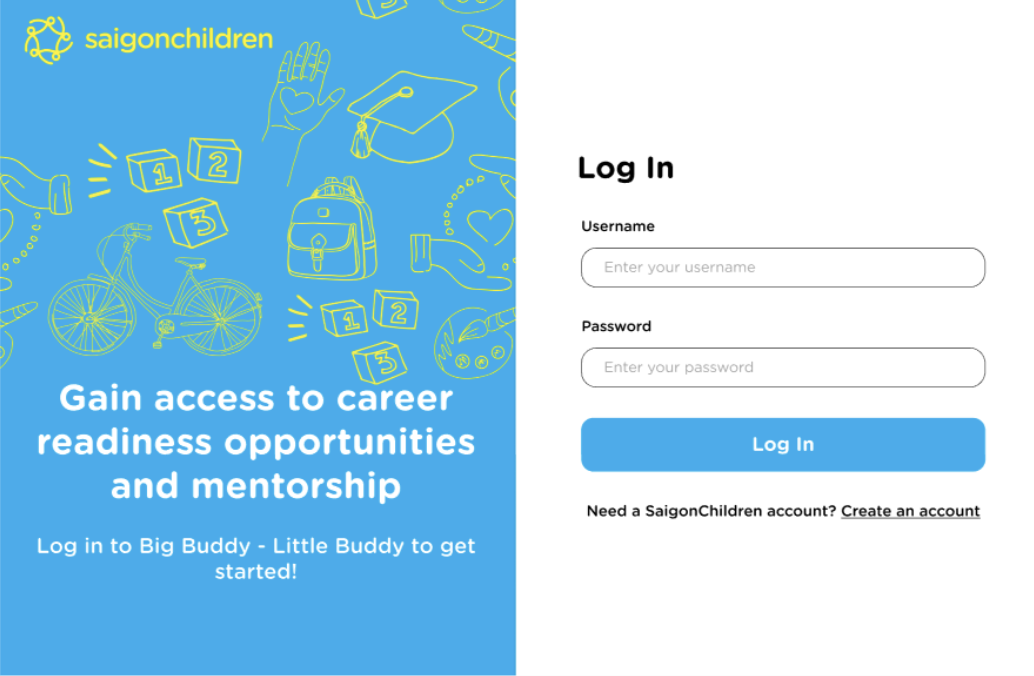 saigonchildren
1
2
3
1
2
3
Gain access to career
readiness opportunities
and mentorship
Log in to Big Buddy - Little Buddy to get
started!
Log In
Username
Enter your username
Password
Enter your password
Log In
Need a SaigonChildren account? Create an account